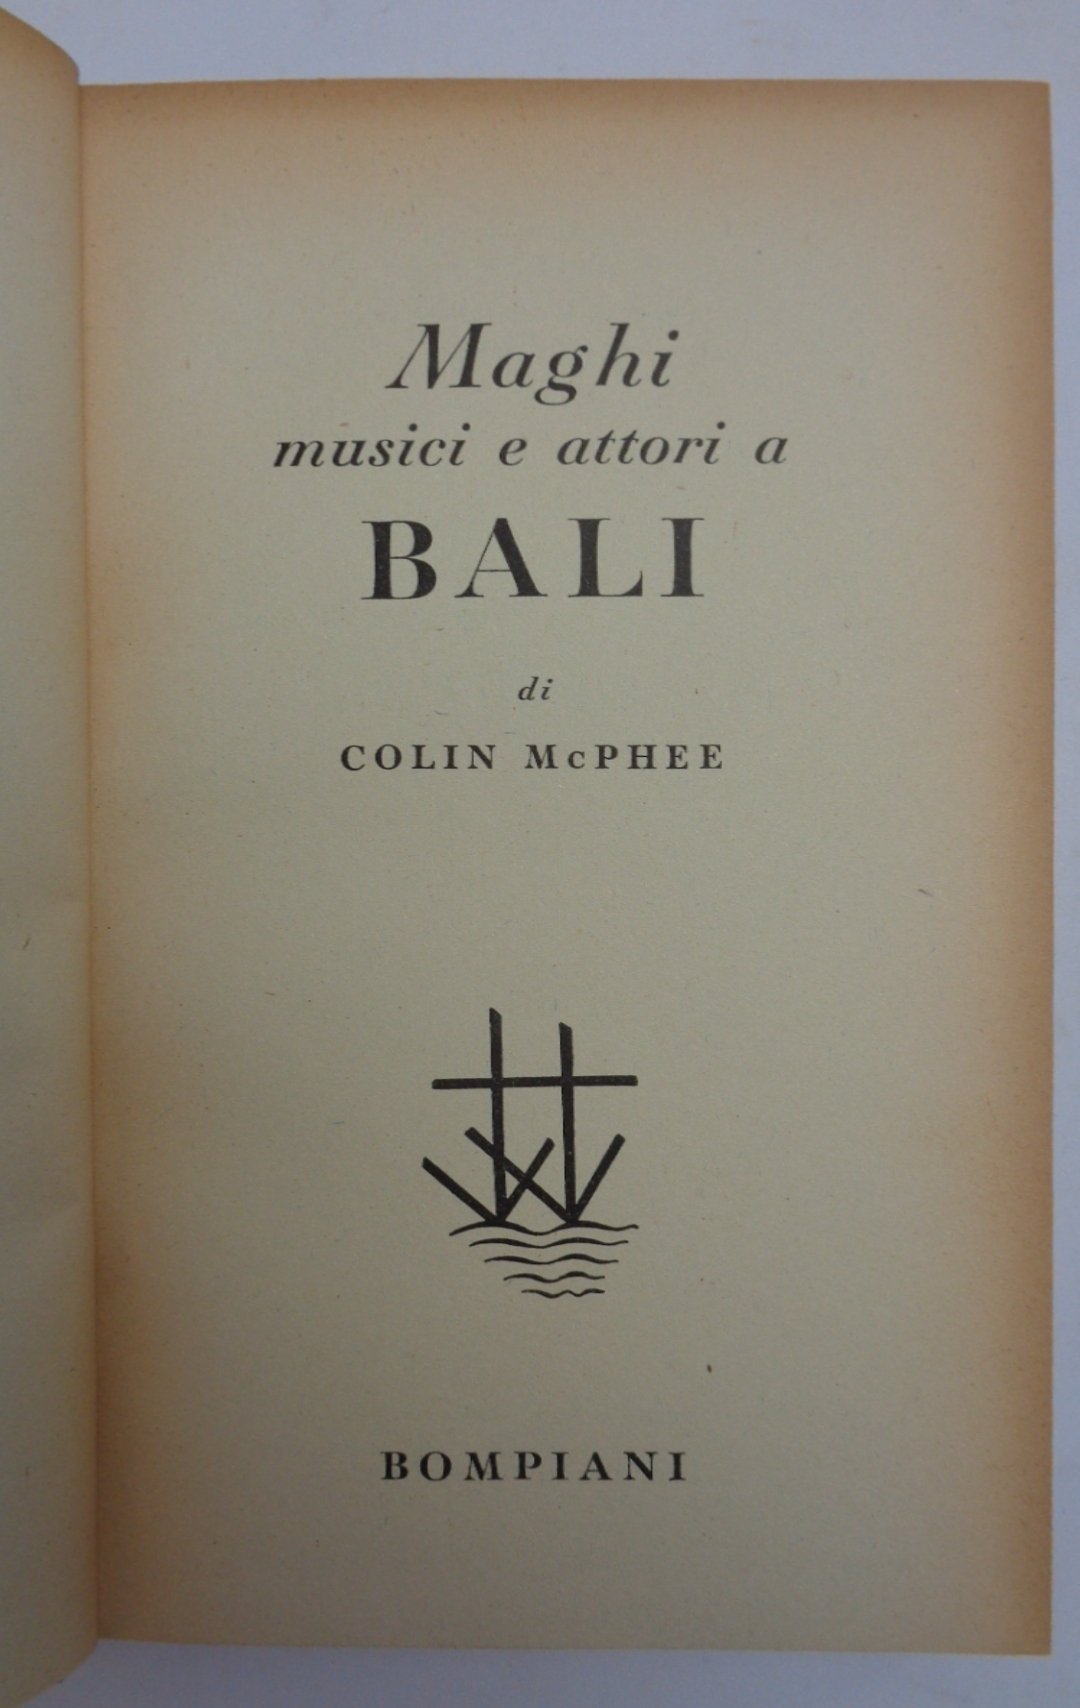 Maghi
musici e attori a
BALI
di
COLIN McPHEE
BOMPIANI